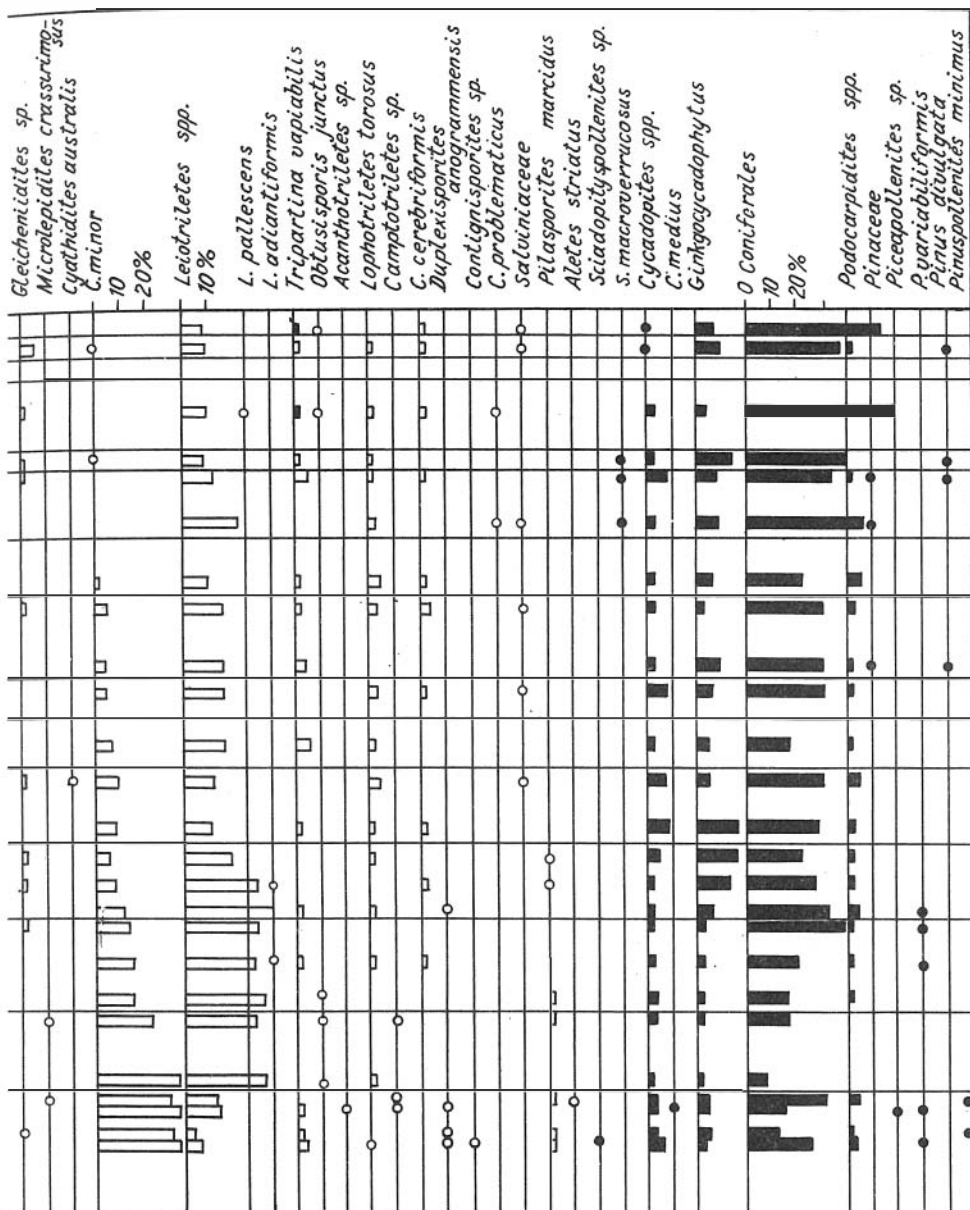 Gleicheniidites sp.
Microlepidites crassurimo-
sus
Cyathidites australis
C. minor
10
20%
Leiotriletes spp.
10%
L. pallescens
L. adiantiformis
Tripartina vapiabilis
Obtusisporis junctus
Acanthotriletes sp.
Lophotriletes torosus
Camptotriletes sp.
C. cerebriformis
Duplexisporites
anogrammensis
Contignisporites sp.
C. problematicus
Salviniaceae
Pilasporites marcidus
Aletes striatus
Sciadopityspollenites sp.
S. macroverrucosus
Cycadopites spp.
C. medius
Ginkgocycadophytus
0 Coniferales
10
20%
Podocarpidites spp.
Pinaceae
Piceapollenites sp.
P. variabiliformis
Pinus divulgata
Pinuspollenites minimus